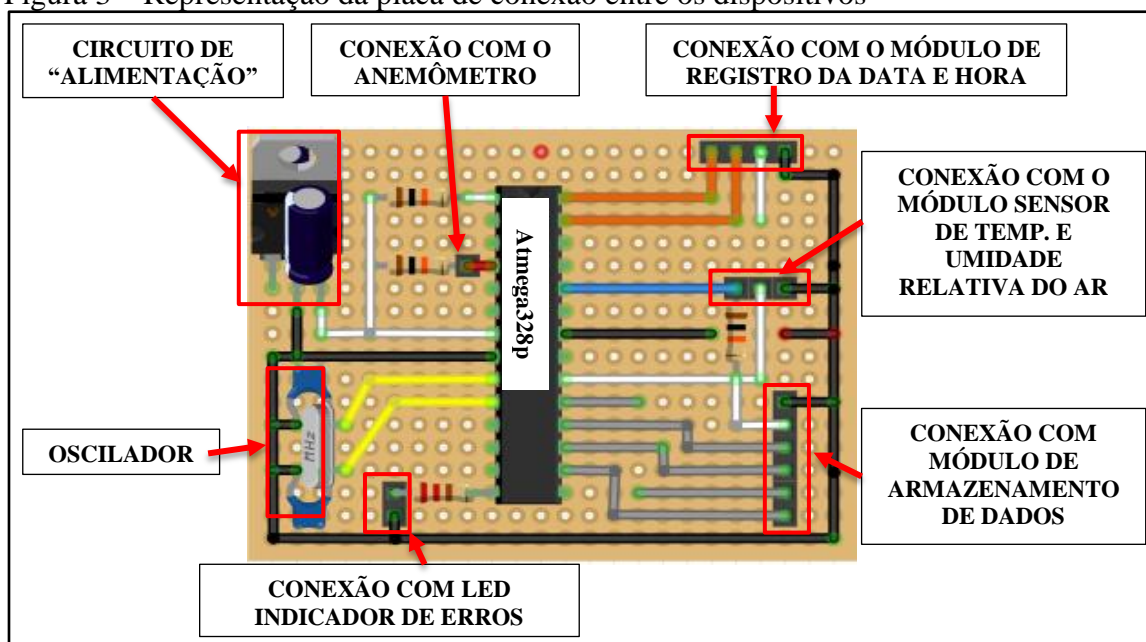 Figura 3 – Representação da placa de conexão entre os dispositivos
CIRCUITO DE
“ALIMENTAÇÃO”
CONEXÃO COM O
ANEMÔMETRO
CONEXÃO COM O MÓDULO DE
REGISTRO DA DATA E HORA
CONEXÃO COM O
MÓDULO SENSOR
DE TEMP. E
UMIDADE
RELATIVA DO AR
Atmega328p
OSCILADOR
MHz
CONEXÃO COM
MÓDULO DE
ARMAZENAMENTO
DE DADOS
CONEXÃO COM LED
INDICADOR DE ERROS